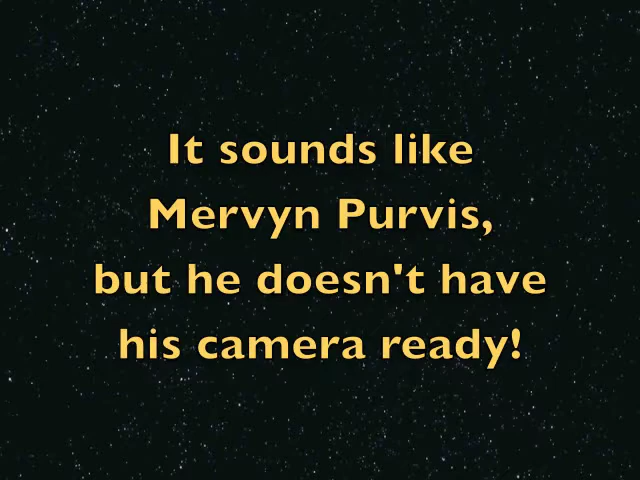 It sounds like
Mervyn Purvis,
but he doesn't have
his camera ready!